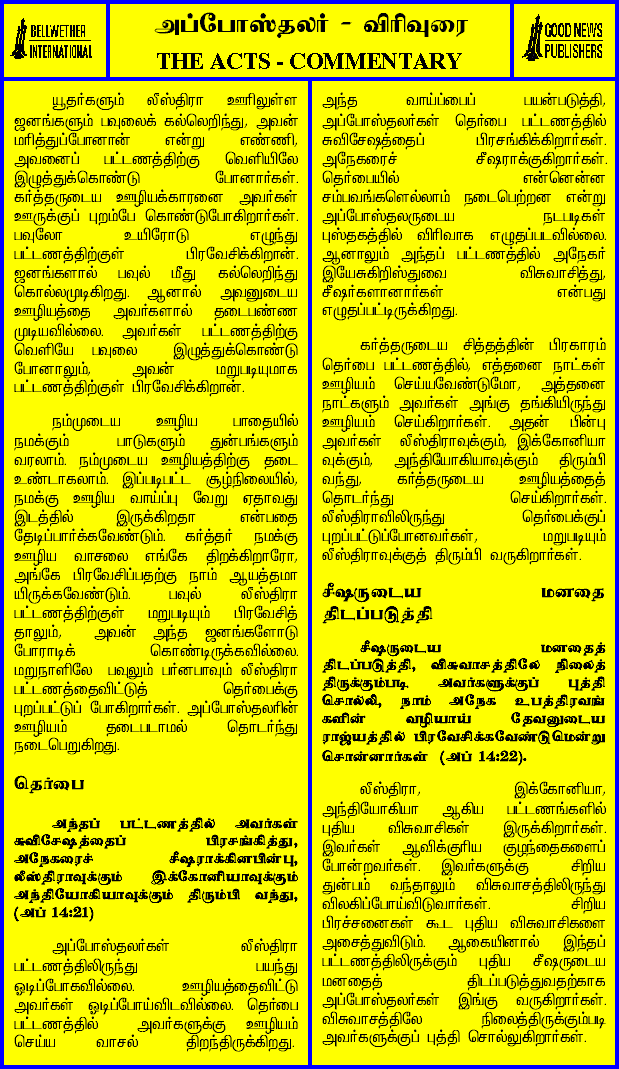 BELLWETHER
INTERNATIONAL
அப்போஸ்தலர் - விரிவுரை
THE ACTS - COMMENTARY
GOOD NEWS
PUBLISHERS
யூதர்களும் லீஸ்திரா ஊரிலுள்ள
ஜனங்களும் பவுலைக் கல்லெறிந்து, அவன்
மரித்துப்போனான் என்று எண்ணி,
அவனைப் பட்டணத்திற்கு வெளியிலே
இழுத்துக்கொண்டு போனார்கள்.
கர்த்தருடைய ஊழியக்காரனை அவர்கள்
ஊருக்குப் புறம்பே கொண்டுபோகிறார்கள்.
பவுலோ உயிரோடு எழுந்து
பட்டணத்திற்குள் பிரவேசிக்கிறான்.
ஜனங்களால் பவுல் மீது கல்லெறிந்து
கொல்லமுடிகிறது. ஆனால் அவனுடைய
ஊழியத்தை அவர்களால் தடைபண்ண
முடியவில்லை. அவர்கள் பட்டணத்திற்கு
வெளியே பவுலை இழுத்துக்கொண்டு
போனாலும், அவன் மறுபடியுமாக
பட்டணத்திற்குள் பிரவேசிக்கிறான்.
நம்முடைய ஊழிய பாதையில்
நமக்கும் பாடுகளும் துன்பங்களும்
வரலாம். நம்முடைய ஊழியத்திற்கு தடை
உண்டாகலாம். இப்படிபட்ட சூழ்நிலையில்,
நமக்கு ஊழிய வாய்ப்பு வேறு ஏதாவது
இடத்தில் இருக்கிறதா என்பதை
தேடிப்பார்க்கவேண்டும். கர்த்தர் நமக்கு
ஊழிய வாசலை எங்கே திறக்கிறாரோ,
அங்கே பிரவேசிப்பதற்கு நாம் ஆயத்தமா
யிருக்கவேண்டும். பவுல் லீஸ்திரா
பட்டணத்திற்குள் மறுபடியும் பிரவேசித்
தாலும், அவன் அந்த ஜனங்களோடு
போராடிக் கொண்டிருக்கவில்லை.
மறுநாளிலே பவுலும் பர்னபாவும் லீஸ்திரா
பட்டணத்தைவிட்டுத் தெர்பைக்கு
புறப்பட்டுப் போகிறார்கள். அப்போஸ்தலரின்
ஊழியம் தடைபடாமல் தொடர்ந்து
நடைபெறுகிறது.
தெர்பை
அந்தப் பட்டணத்தில் அவர்கள்
சுவிசேஷத்தைப் பிரசங்கித்து,
அநேகரைச் சீஷராக்கினபின்பு,
லீஸ்திராவுக்கும் இக்கோனியாவுக்கும்
அந்தியோகியாவுக்கும் திரும்பி வந்து,
(அப் 14:21)
அப்போஸ்தலர்கள் லீஸ்திரா
பட்டணத்திலிருந்து பயந்து
ஓடிப்போகவில்லை. ஊழியத்தைவிட்டு
அவர்கள் ஓடிப்போய்விடவில்லை. தெர்பை
பட்டணத்தில் அவர்களுக்கு ஊழியம்
செய்ய வாசல் திறந்திருக்கிறது.
அந்த வாய்ப்பைப் பயன்படுத்தி,
அப்போஸ்தலர்கள் தெர்பை பட்டணத்தில்
சுவிசேஷத்தைப் பிரசங்கிக்கிறார்கள்.
அநேகரைச் சீஷராக்குகிறார்கள்.
தெர்பையில் என்னென்ன
சம்பவங்களெல்லாம் நடைபெற்றன என்று
அப்போஸ்தலருடைய நடபடிகள்
புஸ்தகத்தில் விரிவாக எழுதப்படவில்லை.
ஆனாலும் அந்தப் பட்டணத்தில் அநேகர்
இயேசுகிறிஸ்துவை விசுவாசித்து,
சீஷர்களானார்கள் என்பது
எழுதப்பட்டிருக்கிறது.
கர்த்தருடைய சித்தத்தின் பிரகாரம்
தெர்பை பட்டணத்தில், எத்தனை நாட்கள்
ஊழியம் செய்யவேண்டுமோ, அத்தனை
நாட்களும் அவர்கள் அங்கு தங்கியிருந்து
ஊழியம் செய்கிறார்கள். அதன் பின்பு
அவர்கள் லீஸ்திராவுக்கும், இக்கோனியா
வுக்கும், அந்தியோகியாவுக்கும் திரும்பி
வந்து, கர்த்தருடைய ஊழியத்தைத்
தொடர்ந்து செய்கிறார்கள்.
லீஸ்திராவிலிருந்து தெர்பைக்குப்
புறப்பட்டுப்போனவர்கள், மறுபடியும்
லீஸ்திராவுக்குத் திரும்பி வருகிறார்கள்.
சீஷருடைய மனதை
திடப்படுத்தி
சீஷருடைய மனதைத்
திடப்படுத்தி, விசுவாசத்திலே நிலைத்
திருக்கும்படி அவர்களுக்குப் புத்தி
சொல்லி, நாம் அநேக உபத்திரவங்
களின் வழியாய் தேவனுடைய
ராஜ்யத்தில் பிரவேசிக்கவேண்டுமென்று
சொன்னார்கள் (அப் 14:22).
லீஸ்திரா, இக்கோனியா,
அந்தியோகியா ஆகிய பட்டணங்களில்
புதிய விசுவாசிகள் இருக்கிறார்கள்.
இவர்கள் ஆவிக்குரிய குழந்தைகளைப்
போன்றவர்கள். இவர்களுக்கு சிறிய
துன்பம் வந்தாலும் விசுவாசத்திலிருந்து
விலகிப்போய்விடுவார்கள். சிறிய
பிரச்சனைகள் கூட புதிய விசுவாசிகளை
அசைத்துவிடும். ஆகையினால் இந்தப்
பட்டணத்திலிருக்கும் புதிய சீஷருடைய
மனதைத் திடப்படுத்துவதற்காக
அப்போஸ்தலர்கள் இங்கு வருகிறார்கள்.
விசுவாசத்திலே நிலைத்திருக்கும்படி
அவர்களுக்குப் புத்தி சொல்லுகிறார்கள்.